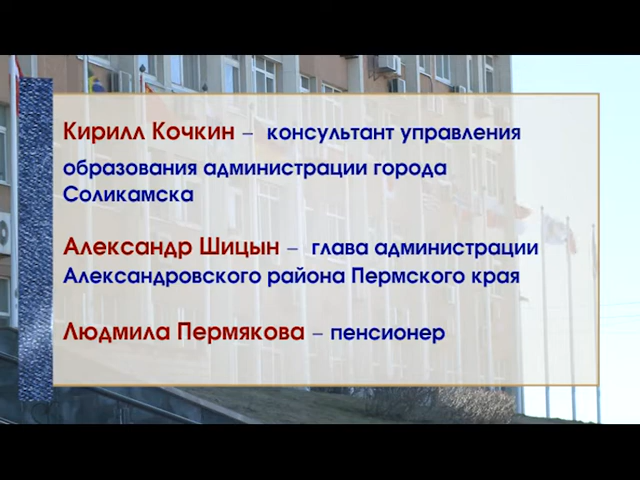 Кирилл Кочкин – консультант управления
образования администрации города
Соликамска
Александр Шицын – глава администрации
Александровского района Пермского края
Людмила Пермякова – пенсионер